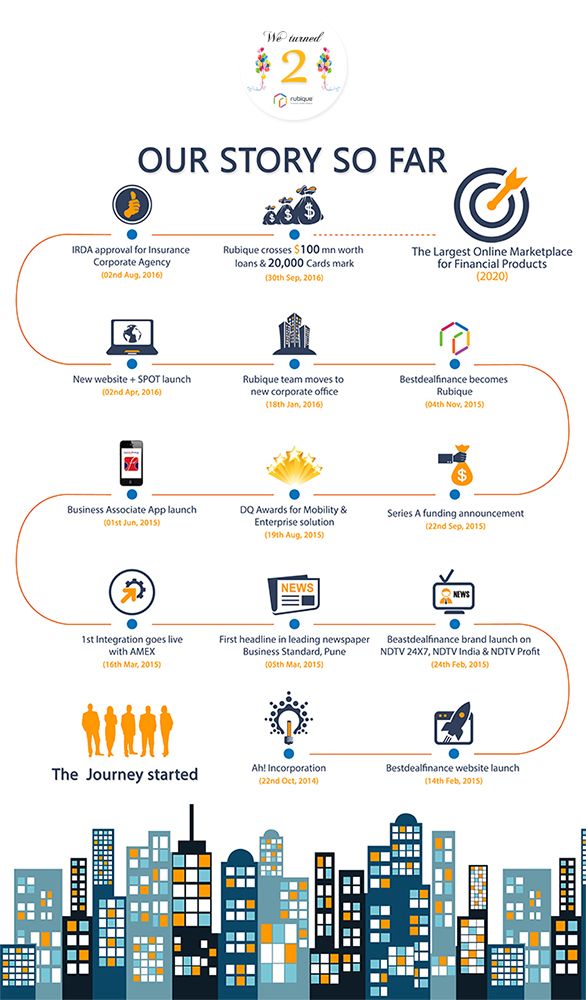 We turned
2
rubique
OUR STORY SO FAR
IRDA approval for Insurance
Corporate Agency
(02nd Aug, 2016)
Rubique crosses $100 mn worth
loans & 20,000 Cards mark
(30th Sep, 2016)
The Largest Online Marketplace
for Financial Products
(2020)
New website + SPOT launch
(02nd Apr, 2016)
Rubique team moves to
new corporate office
(18th Jan, 2016)
Bestdealfinance becomes
Rubique
(04th Nov, 2015)
Business Associate App launch
(01st Jun, 2015)
DQ Awards for Mobility &
Enterprise solution
(19th Aug, 2015)
$
Series A funding announcement
(22nd Sep, 2015)
1st Integration goes live
with AMEX
(16th Mar, 2015)
NEWS
First headline in leading newspaper
Business Standard, Pune
(05th Mar, 2015)
NEWS
Beastdealfinance brand launch on
NDTV 24X7, NDTV India & NDTV Profit
(24th Feb, 2015)
The Journey started
Ah! Incorporation
(22nd Oct, 2014)
Bestdealfinance website launch
(14th Feb, 2015)